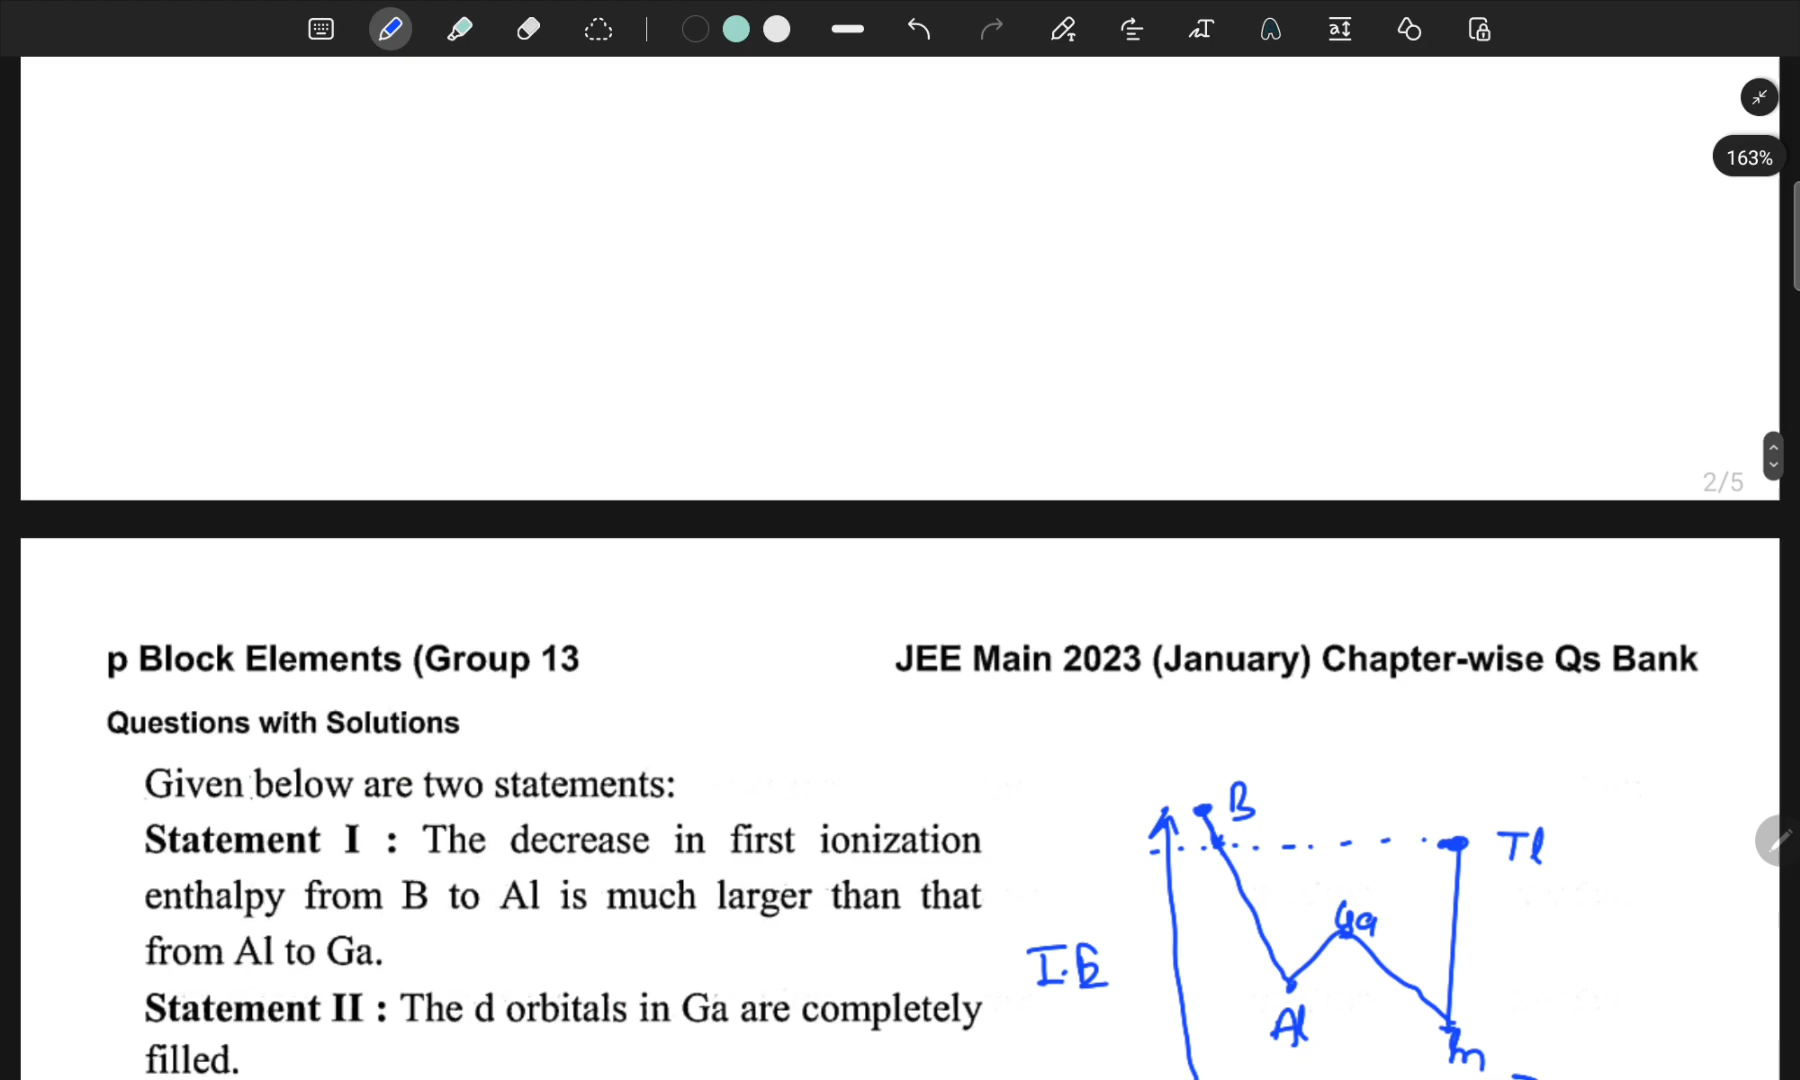 163%
2/5
p Block Elements (Group 13
JEE Main 2023 (January) Chapter-wise Qs Bank
Questions with Solutions
Given below are two statements:
Statement I : The decrease in first ionization
enthalpy from B to Al is much larger than that
from Al to Ga.
Statement II : The d orbitals in Ga are completely
filled.
B
Tl
Ga
I.E
Al
In